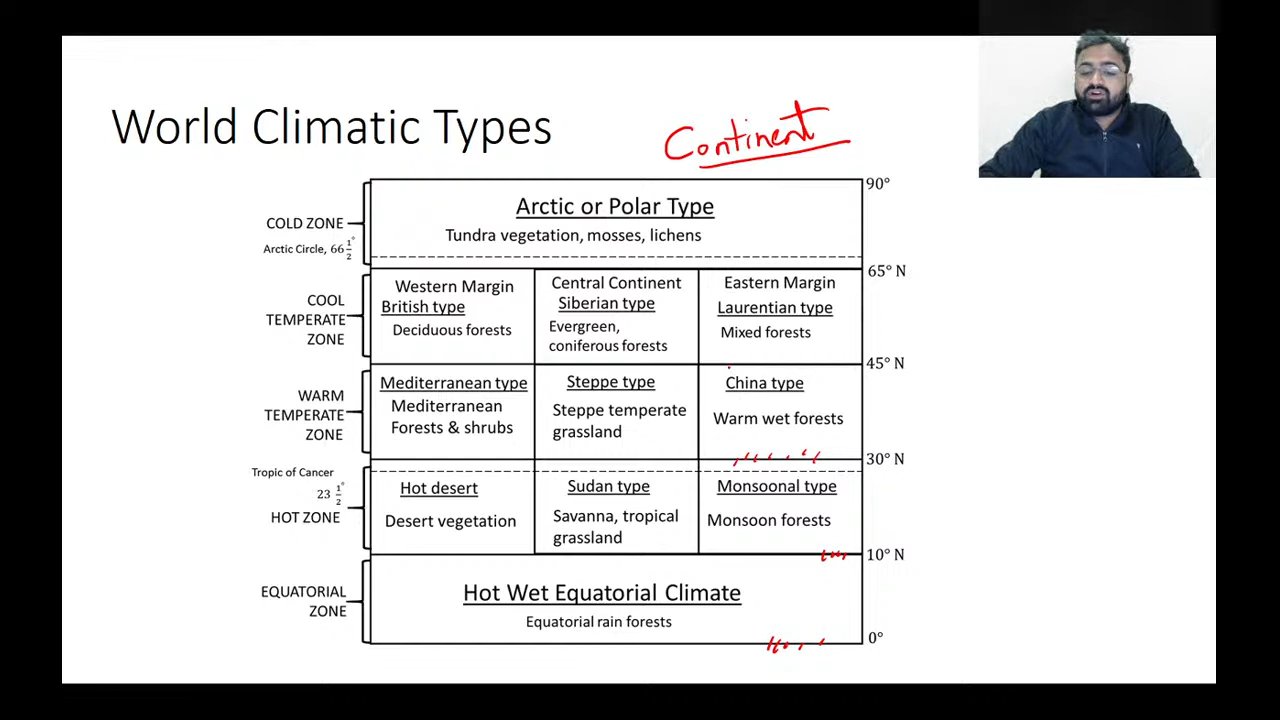 World Climatic Types
Continent
90°
COLD ZONE
Arctic Circle, 66 1/2°
Arctic or Polar Type
Tundra vegetation, mosses, lichens
65° N
COOL
TEMPERATE
ZONE
Western Margin
British type
Deciduous forests
Central Continent
Siberian type
Evergreen,
coniferous forests
Eastern Margin
Laurentian type
Mixed forests
45° N
WARM
TEMPERATE
ZONE
Mediterranean type
Mediterranean
Forests & shrubs
Steppe type
Steppe temperate
grassland
China type
Warm wet forests
30° N
Tropic of Cancer
23 1/2°
HOT ZONE
Hot desert
Desert vegetation
Sudan type
Savanna, tropical
grassland
Monsoonal type
Monsoon forests
10° N
EQUATORIAL
ZONE
Hot Wet Equatorial Climate
Equatorial rain forests
0°